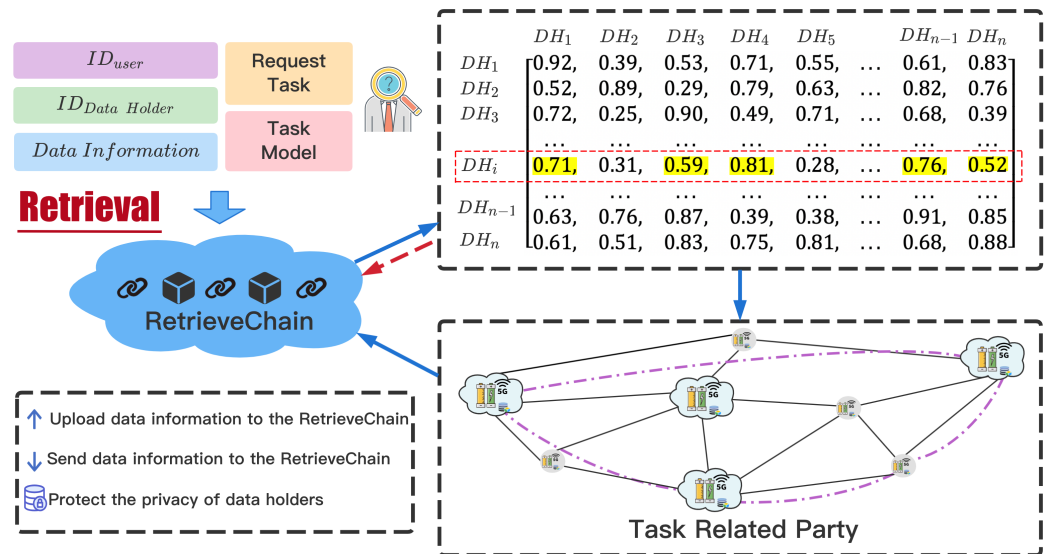 ID_user
Request
Task
ID_Data Holder
Data Information
Task
Model
?
Retrieval
RetrieveChain
DH_1 DH_2 DH_3 DH_4 DH_5 DH_{n-1} DH_n
DH_1 [0.92, 0.39, 0.53, 0.71, 0.55, ... 0.61, 0.83]
DH_2 0.52, 0.89, 0.29, 0.79, 0.63, ... 0.82, 0.76
DH_3 0.72, 0.25, 0.90, 0.49, 0.71, ... 0.68, 0.39
... ... ... ... ...
DH_i 0.71, 0.31, 0.59, 0.81, 0.28, ... 0.76, 0.52
... ... ... ... ...
DH_{n-1} 0.63, 0.76, 0.87, 0.39, 0.38, ... 0.91, 0.85
DH_n 0.61, 0.51, 0.83, 0.75, 0.81, ... 0.68, 0.88
Upload data information to the RetrieveChain
Send data information to the RetrieveChain
Protect the privacy of data holders
5G
5G
5G
5G
Task Related Party